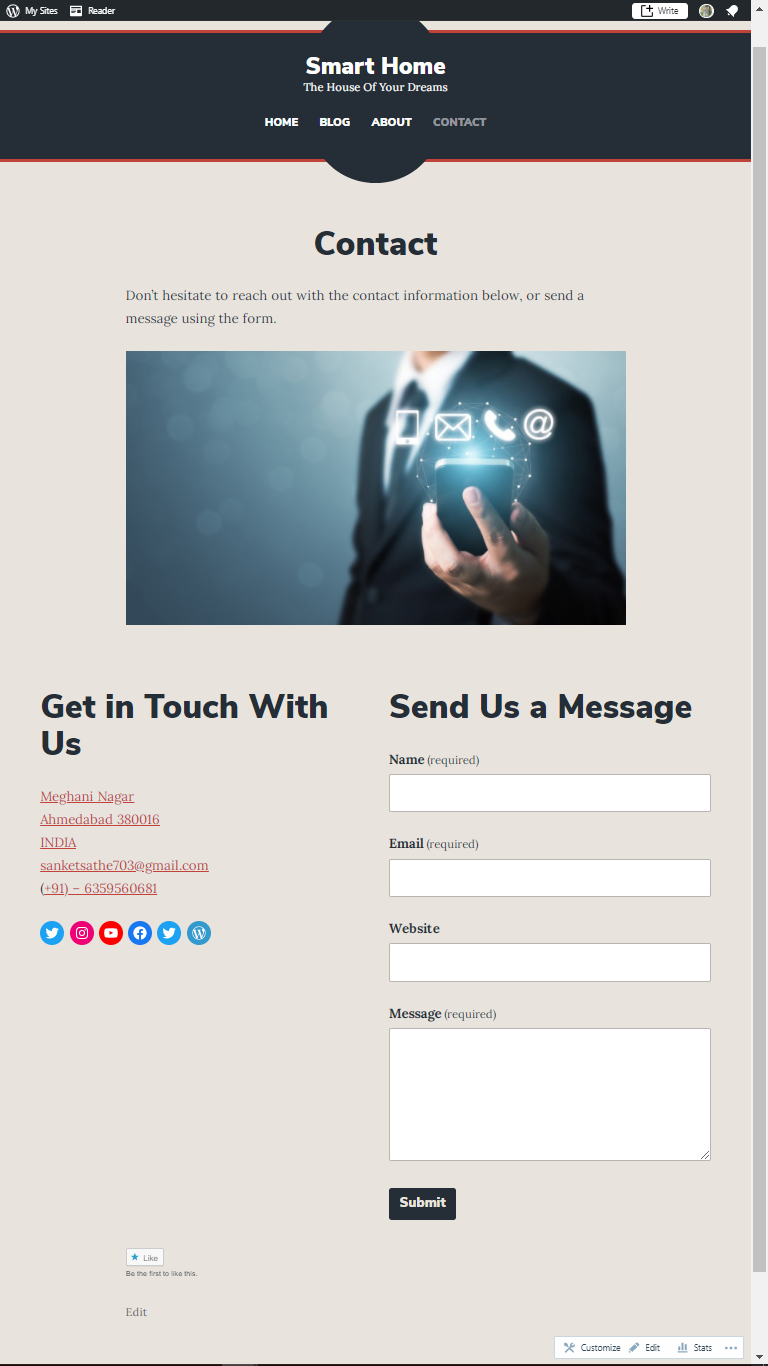 My Sites Reader Write
Smart Home
The House Of Your Dreams
HOME BLOG ABOUT CONTACT
Contact
Don't hesitate to reach out with the contact information below, or send a
message using the form.
@
Get in Touch With
Us
Meghani Nagar
Ahmedabad 380016
INDIA
sanketsathe703@gmail.com
(+91) – 6359560681
Send Us a Message
Name (required)
Email (required)
Website
Message (required)
Submit
Like
Be the first to like this.
Edit
Customize Edit Stats